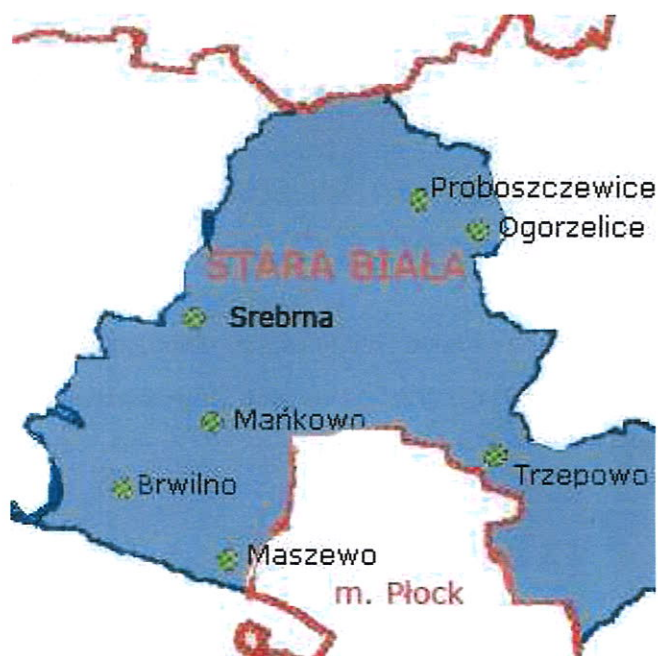 Proboszczewice
Ogorzelice
STARA BIAŁA
Srebrna
Mańkowo
Trzepowo
Brwilno
Maszewo
m. Płock